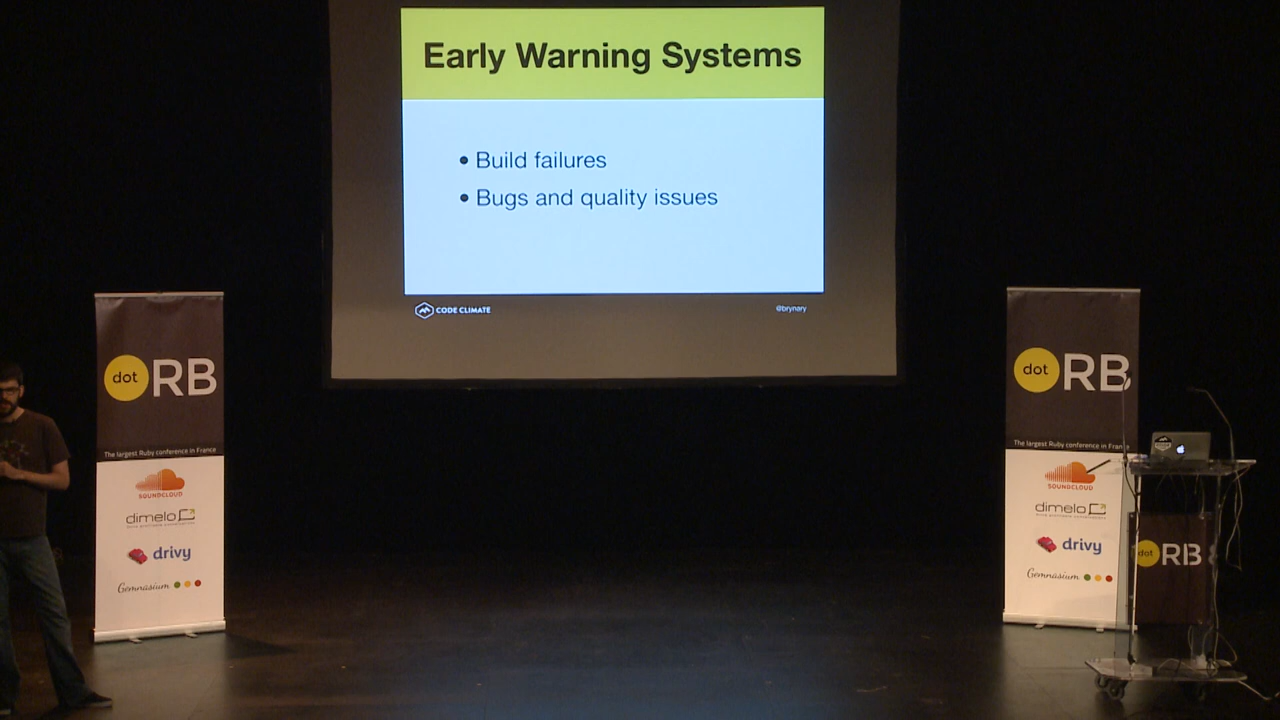 Early Warning Systems
• Build failures
• Bugs and quality issues
CODE CLIMATE
@brynary
dot RB
The largest Ruby conference in France
SOUNDCLOUD
dimelo
drivy
Gemnasium
dot RB
The largest Ruby conference in France
SOUNDCLOUD
dimelo
drivy
Gemnasium
dot RB